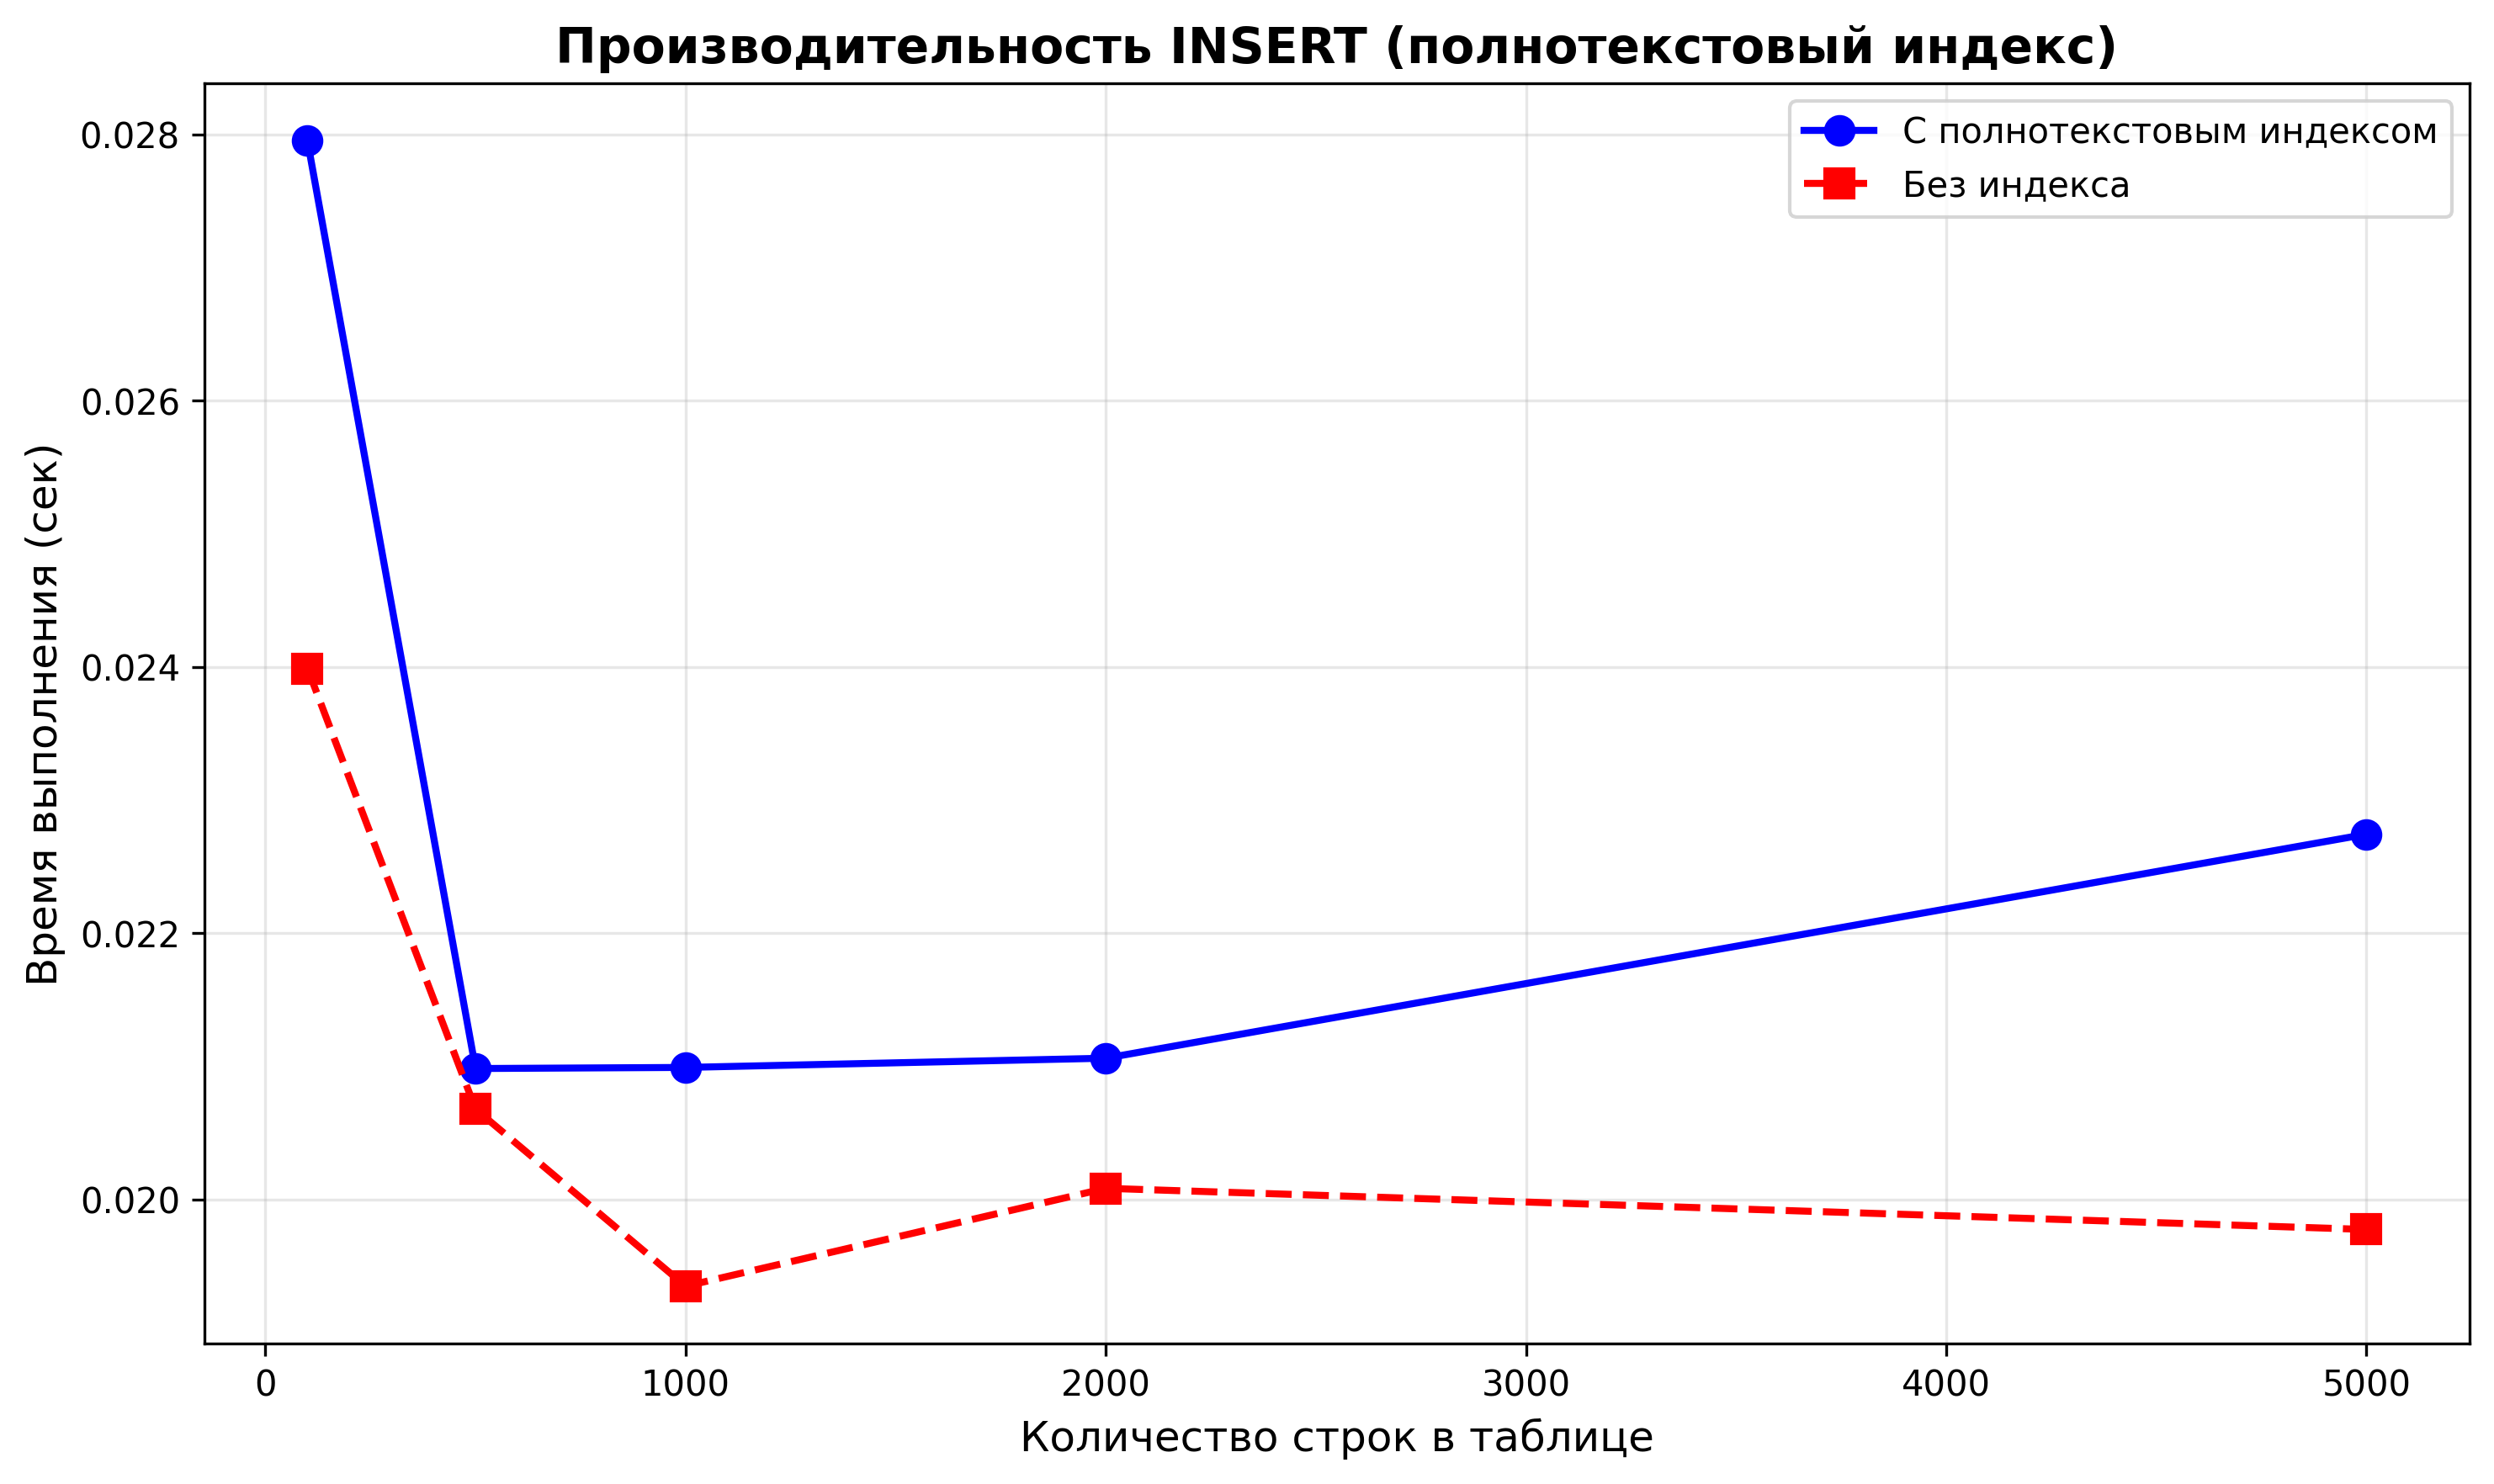 Производительность INSERT (полнотекстовый индекс)
С полнотекстовым индексом
Без индекса
Время выполнения (сек)
0.028
0.026
0.024
0.022
0.020
0
1000
2000
3000
4000
5000
Количество строк в таблице